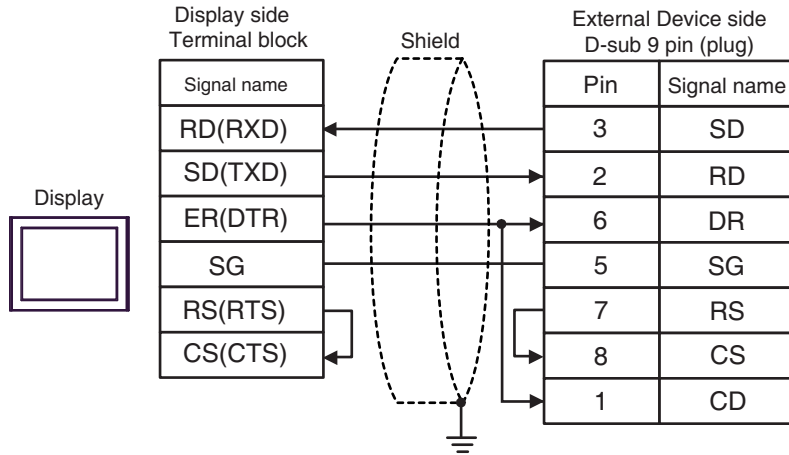 Display side
Terminal block
Shield
External Device side
D-sub 9 pin (plug)
Signal name
Pin Signal name
RD(RXD) 3 SD
SD(TXD) 2 RD
Display
ER(DTR) 6 DR
SG 5 SG
RS(RTS) 7 RS
CS(CTS) 8 CS
1 CD